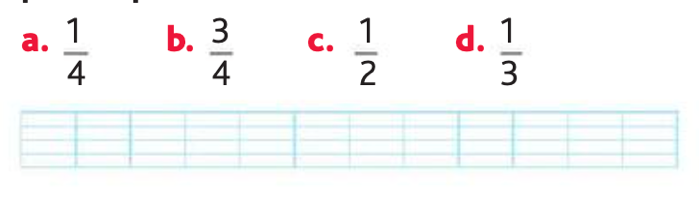 a. 1/4 b. 3/4 c. 1/2 d. 1/3